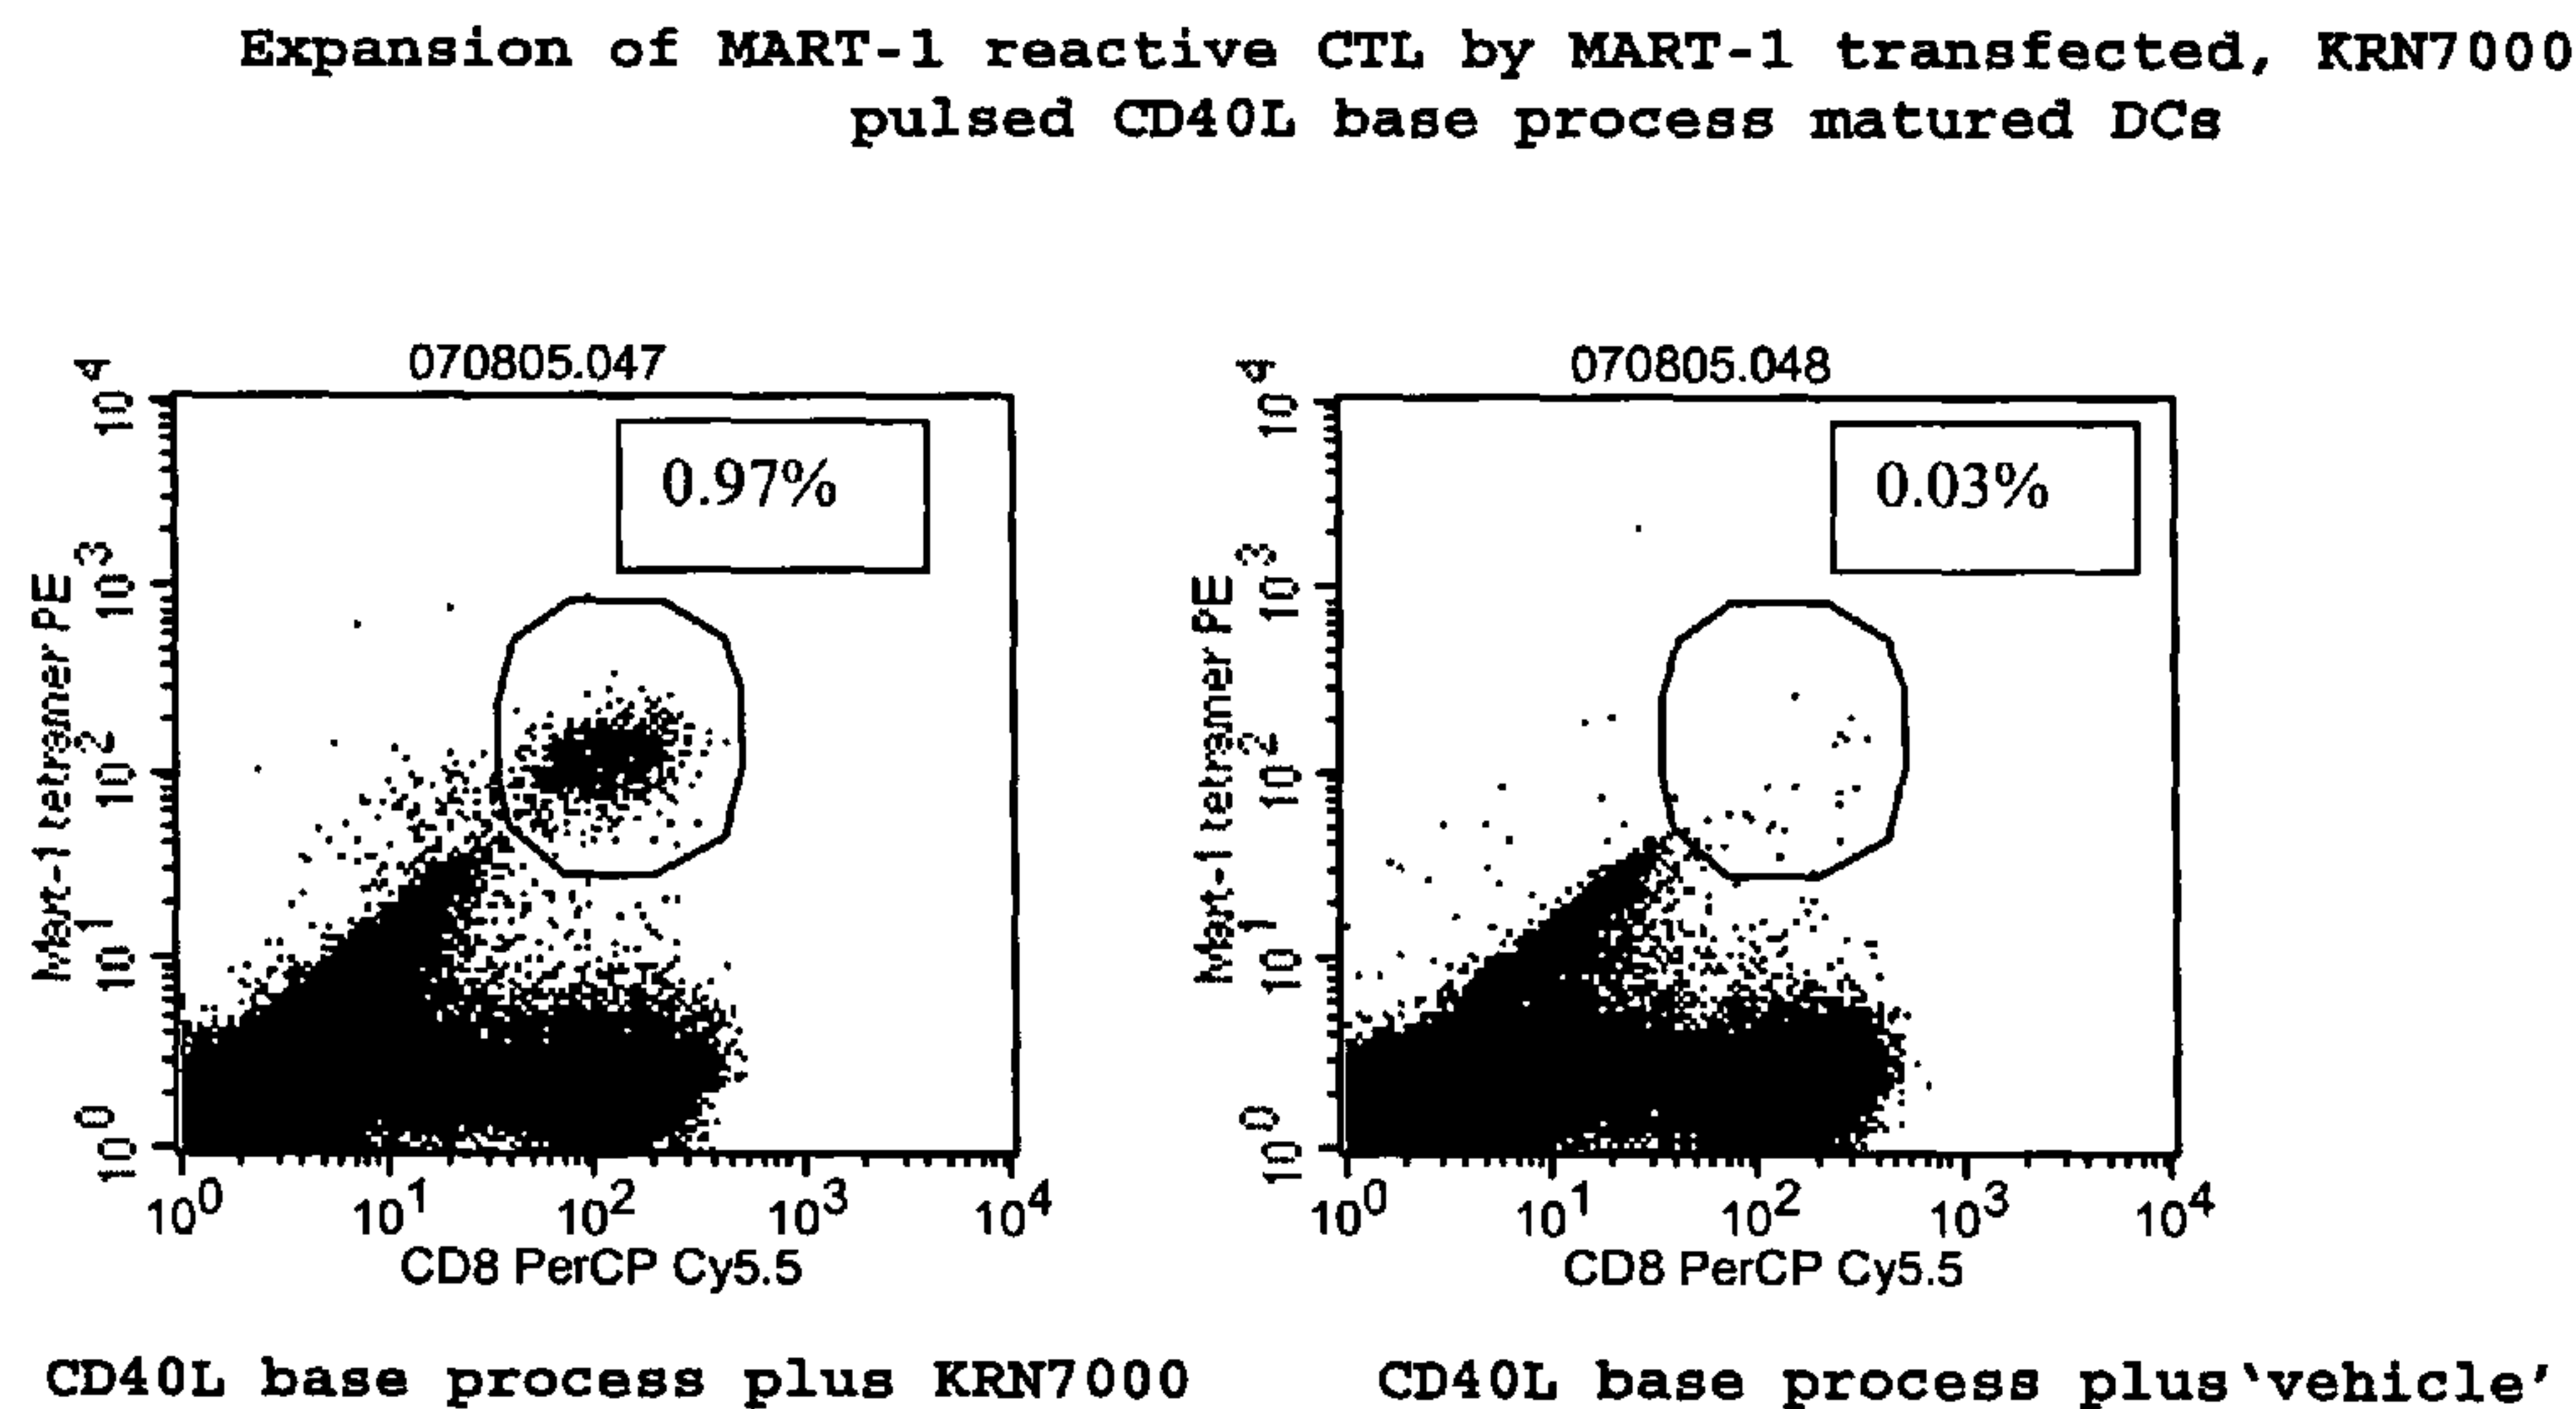 Expansion of MART-1 reactive CTL by MART-1 transfected, KRN7000
pulsed CD40L base process matured DCs
070805.047
0.97%
Mart-1 tetramer PE
10^4
10^3
10^2
10^1
10^0
10^0 10^1 10^2 10^3 10^4
CD8 PerCP Cy5.5
CD40L base process plus KRN7000
070805.048
0.03%
Mart-1 tetramer PE
10^4
10^3
10^2
10^1
10^0
10^0 10^1 10^2 10^3 10^4
CD8 PerCP Cy5.5
CD40L base process plus‘vehicle’